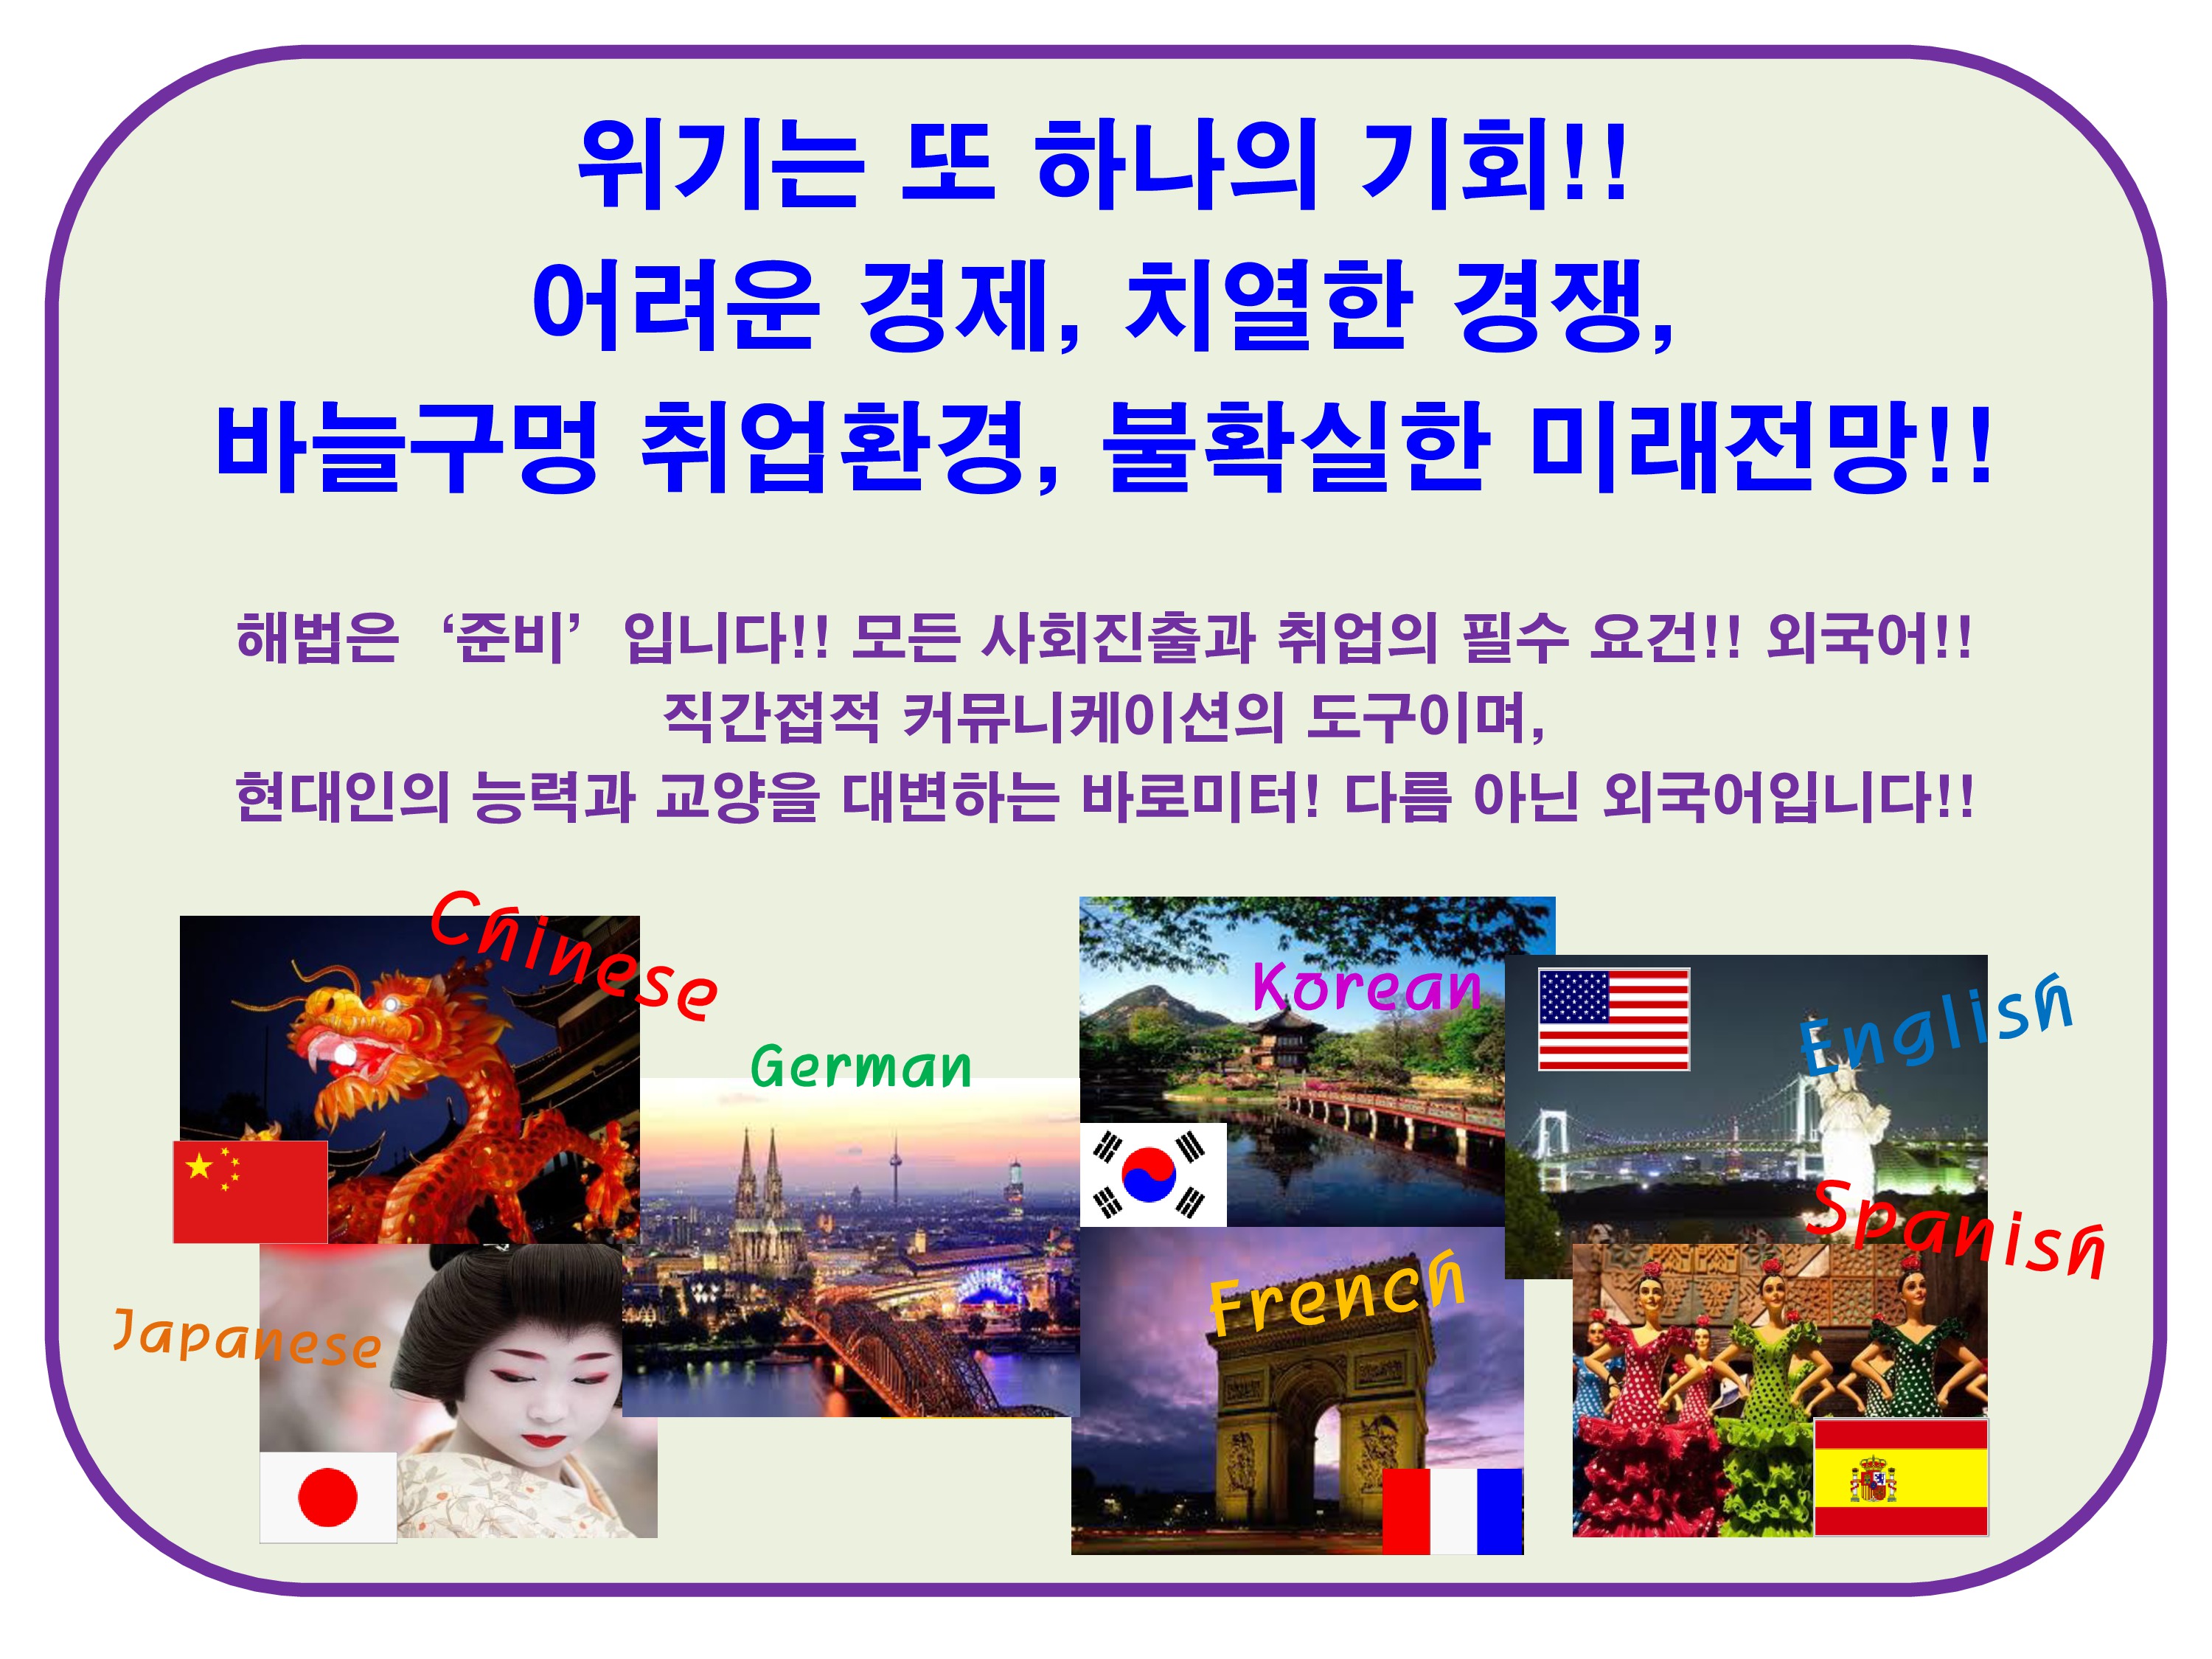 위기는 또 하나의 기회!!
어려운 경제, 치열한 경쟁,
바늘구멍 취업환경, 불확실한 미래전망!!
해법은 ‘준비’ 입니다!! 모든 사회진출과 취업의 필수 요건!! 외국어!!
직간접적 커뮤니케이션의 도구이며,
현대인의 능력과 교양을 대변하는 바로미터! 다름 아닌 외국어입니다!!
Chinese
German
Korean
English
Japanese
French
Spanish